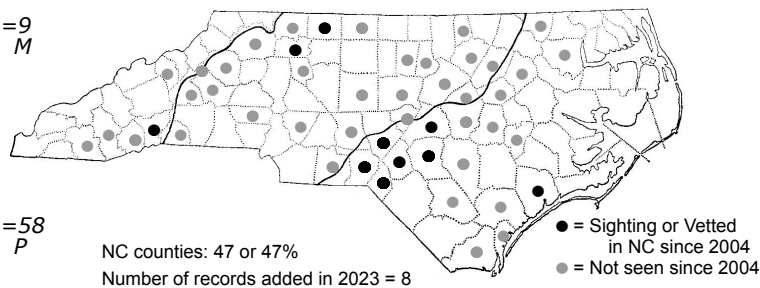 =9
M
=58
P
NC counties: 47 or 47%
Number of records added in 2023 = 8
= Sighting or Vetted
in NC since 2004
= Not seen since 2004